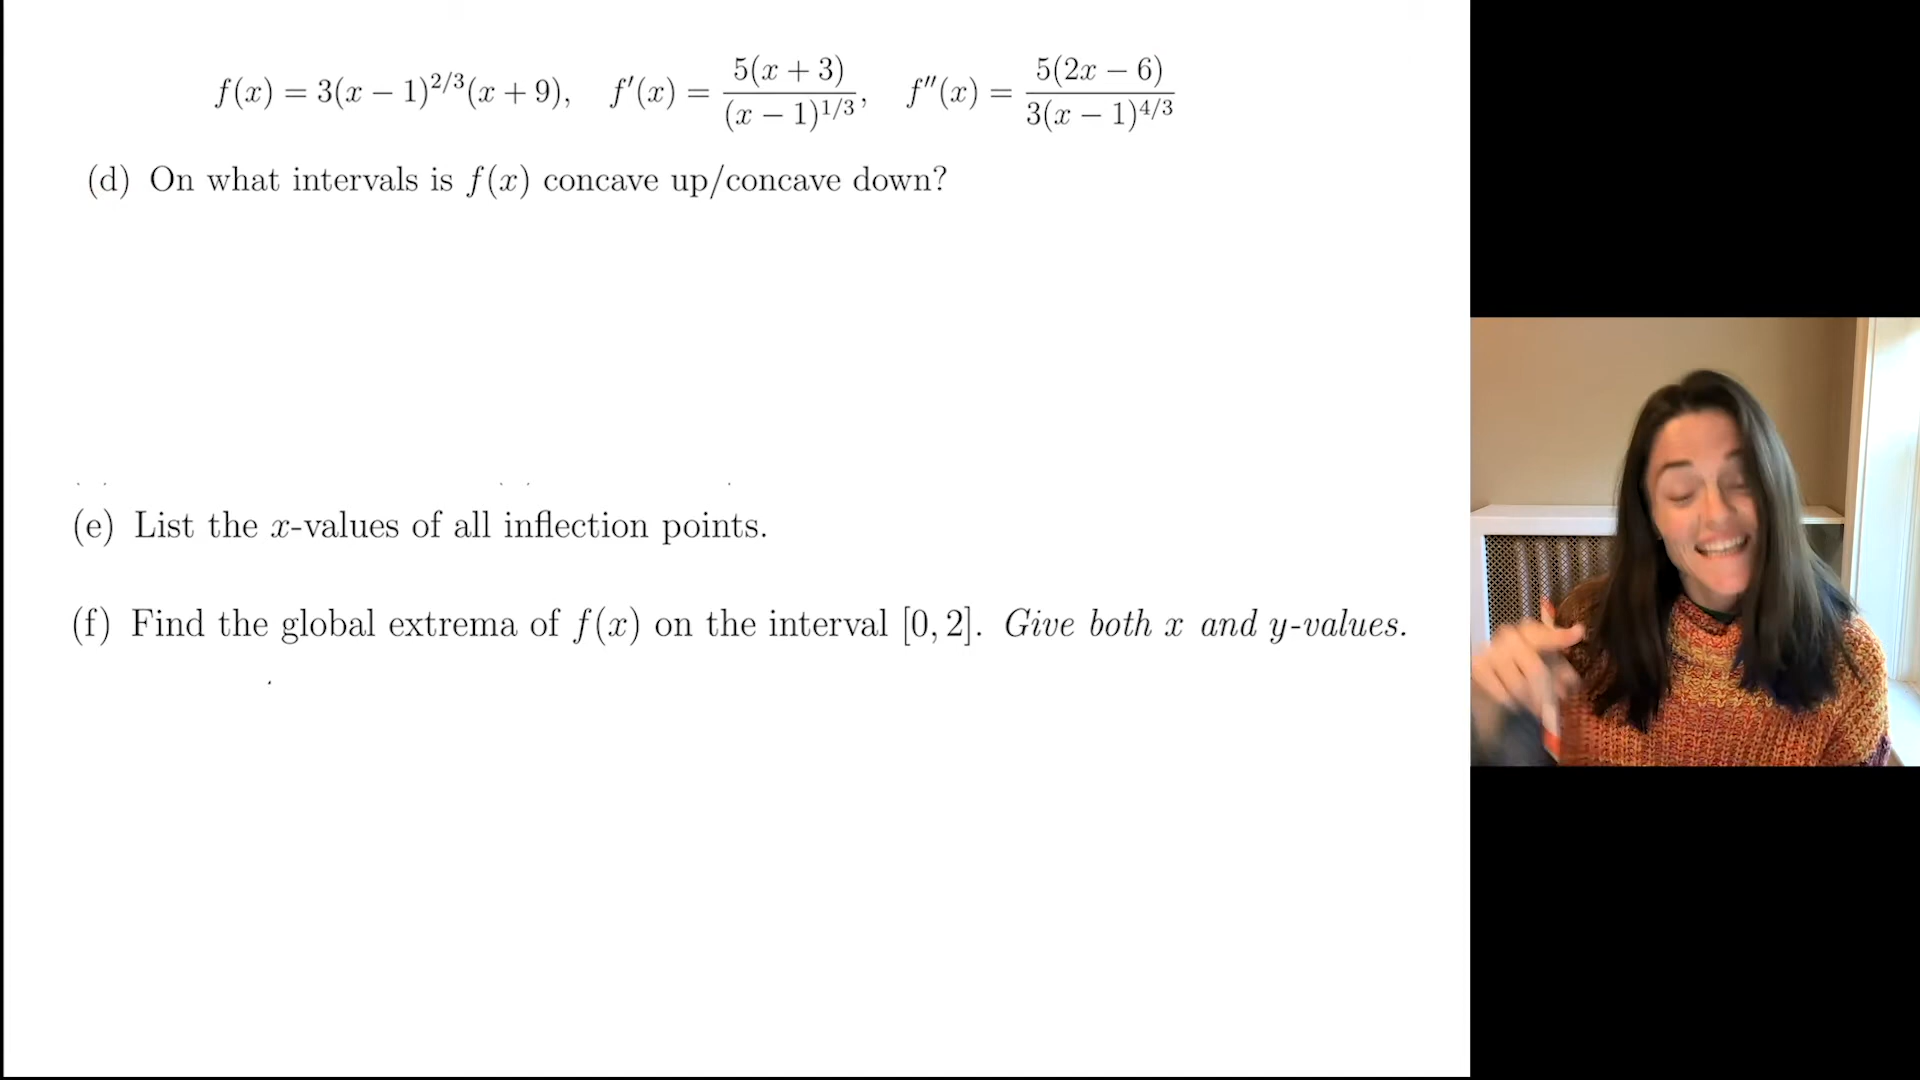 f(x) = 3(x − 1)^{2/3}(x + 9), f′(x) = \frac{5(x + 3)}{(x − 1)^{1/3}}, f″(x) = \frac{5(2x − 6)}{3(x − 1)^{4/3}}
(d) On what intervals is f(x) concave up/concave down?
(e) List the x-values of all inflection points.
(f) Find the global extrema of f(x) on the interval [0, 2]. Give both x and y-values.